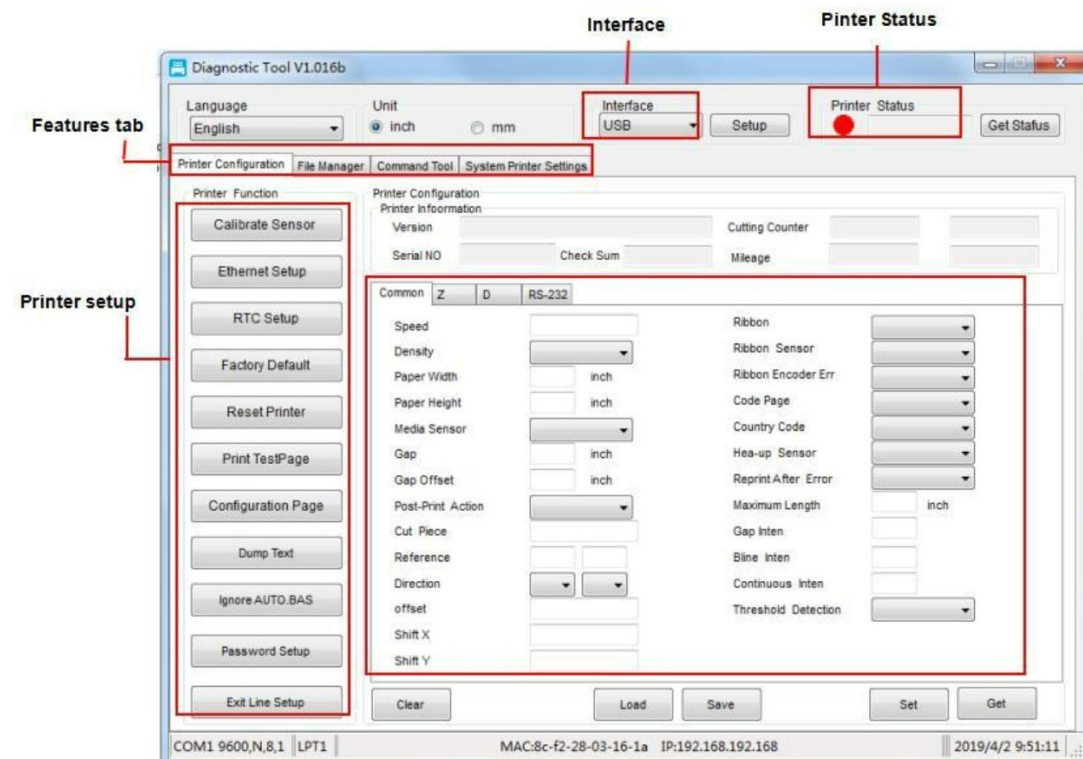 Interface
Pinter Status
Diagnostic Tool V1.016b
Language
Unit
Interface
Printer Status
English
inch
mm
USB
Setup
Get Status
Features tab
Printer Configuration File Manager Command Tool System Printer Settings
Printer Function
Printer Configuration
Printer Infoormation
Calibrate Sensor
Version
Cutting Counter
Serial NO
Check Sum
Mileage
Ethernet Setup
Printer setup
Common Z D RS-232
RTC Setup
Speed
Ribbon
Density
Ribbon Sensor
Factory Default
Paper Width inch
Ribbon Encoder Err
Paper Height inch
Code Page
Reset Printer
Media Sensor
Country Code
Gap inch
Hea-up Sensor
Print TestPage
Gap Offset inch
Reprint After Error
Configuration Page
Post-Print Action
Maximum Length inch
Cut Piece
Gap Inten
Dump Text
Reference
Bline Inten
Direction
Continuous Inten
Ignore AUTO.BAS
offset
Threshold Detection
Shift X
Password Setup
Shift Y
Exit Line Setup
Clear
Load
Save
Set
Get
COM1 9600,N,8,1 LPT1 MAC:8c-f2-28-03-16-1a IP:192.168.192.168 2019/4/2 9:51:11